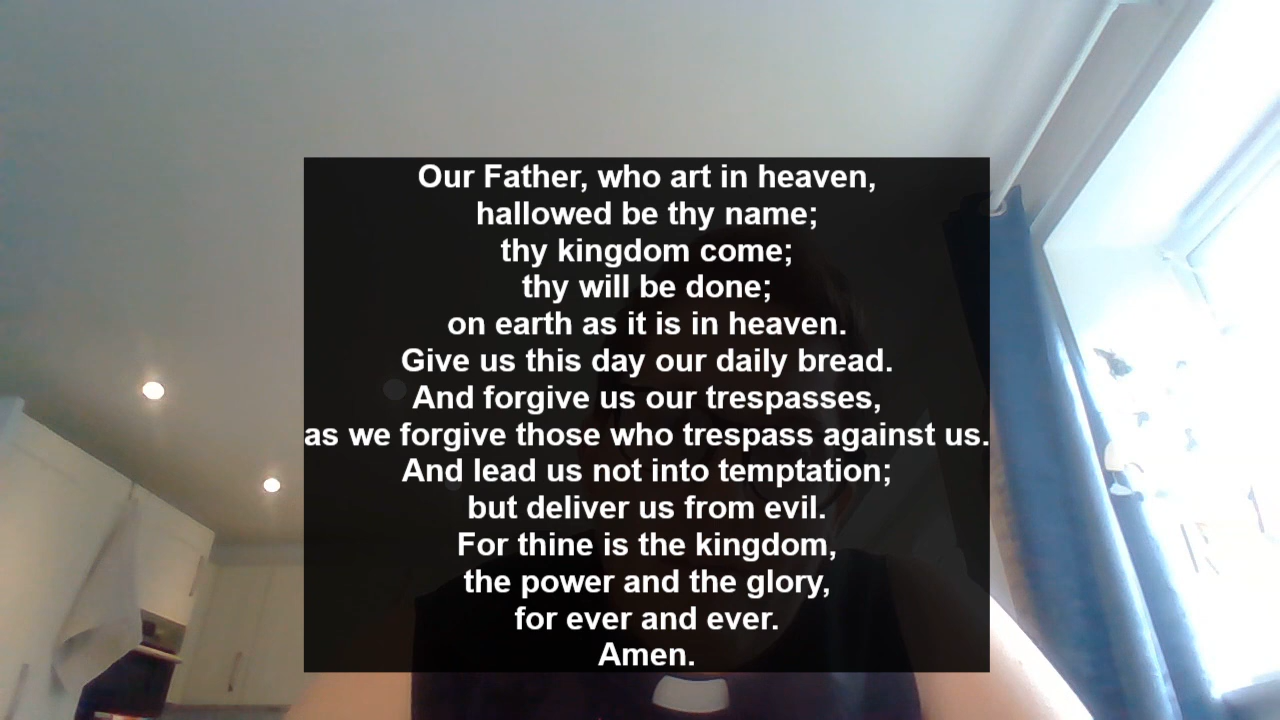 Our Father, who art in heaven,
hallowed be thy name;
thy kingdom come;
thy will be done;
on earth as it is in heaven.
Give us this day our daily bread.
And forgive us our trespasses,
as we forgive those who trespass against us.
And lead us not into temptation;
but deliver us from evil.
For thine is the kingdom,
the power and the glory,
for ever and ever.
Amen.